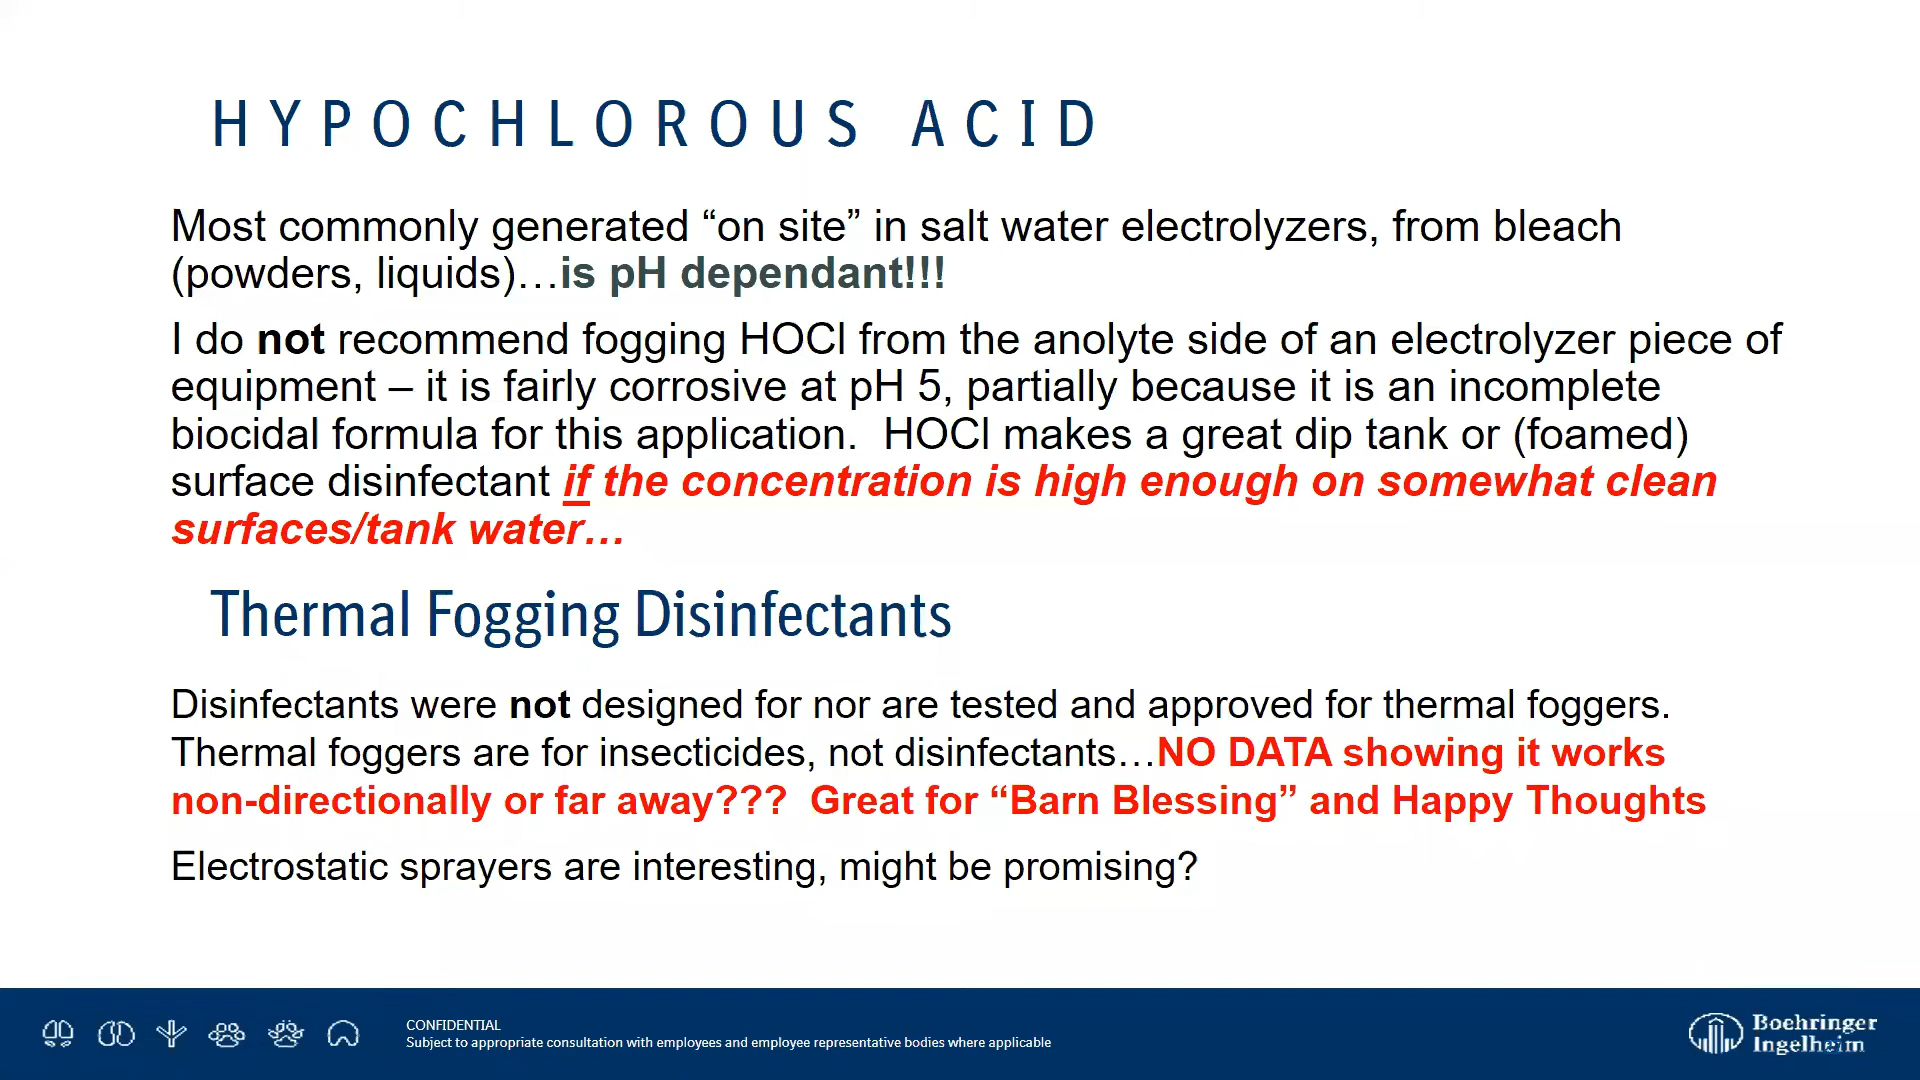 HYPOCHLOROUS ACID
Most commonly generated “on site” in salt water electrolyzers, from bleach
(powders, liquids)…is pH dependant!!!
I do not recommend fogging HOCl from the anolyte side of an electrolyzer piece of
equipment – it is fairly corrosive at pH 5, partially because it is an incomplete
biocidal formula for this application.  HOCl makes a great dip tank or (foamed)
surface disinfectant if the concentration is high enough on somewhat clean
surfaces/tank water…
Thermal Fogging Disinfectants
Disinfectants were not designed for nor are tested and approved for thermal foggers.
Thermal foggers are for insecticides, not disinfectants…NO DATA showing it works
non-directionally or far away???  Great for “Barn Blessing” and Happy Thoughts
Electrostatic sprayers are interesting, might be promising?
CONFIDENTIAL
Subject to appropriate consultation with employees and employee representative bodies where applicable
Boehringer
Ingelheim